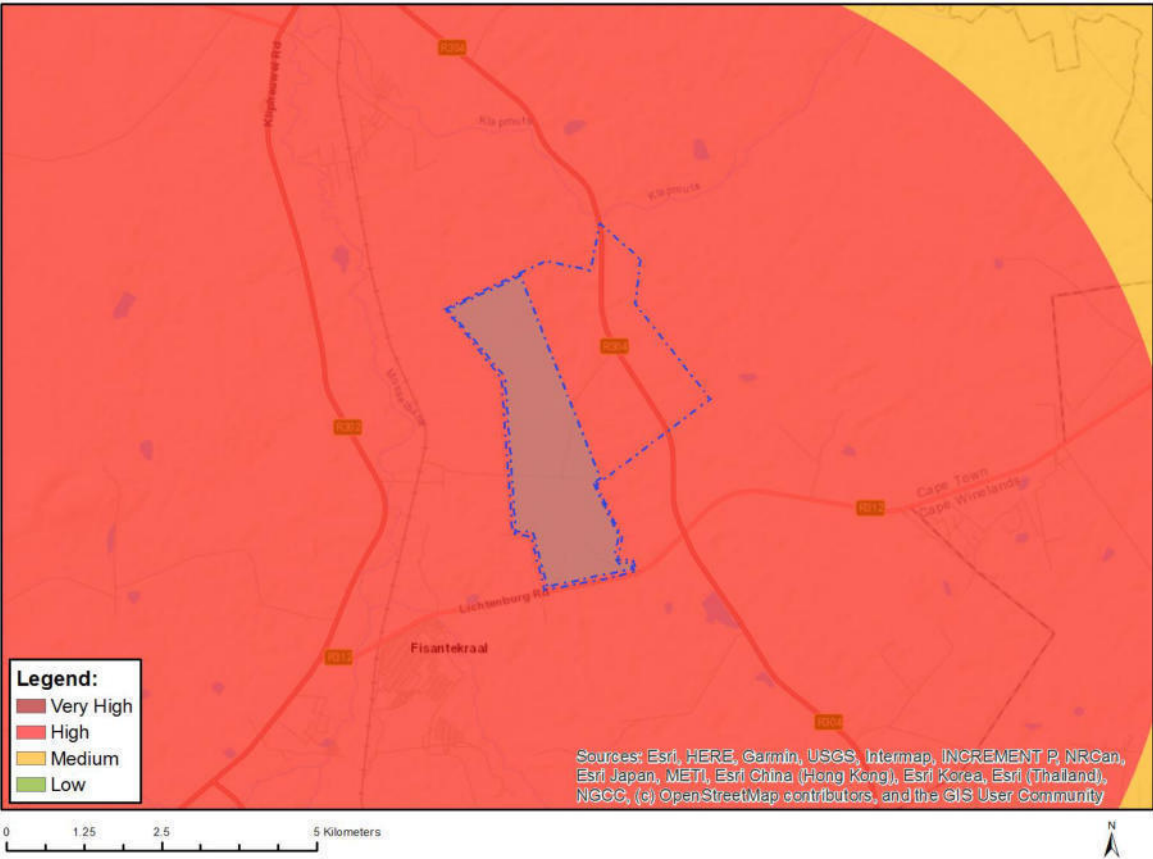 R304
Klipheuwel Rd
Klapmuts
Klapmuts
R304
R302
Mosselbank
Cape Town
Cape Winelands
R312
Lichtenburg Rd
Fisantekraal
R312
R304
Legend:
Very High
High
Medium
Low
Sources: Esri, HERE, Garmin, USGS, Intermap, INCREMENT P, NRCan,
Esri Japan, METI, Esri China (Hong Kong), Esri Korea, Esri (Thailand),
NGCC, (c) OpenStreetMap contributors, and the GIS User Community
0 1.25 2.5 5 Kilometers
N